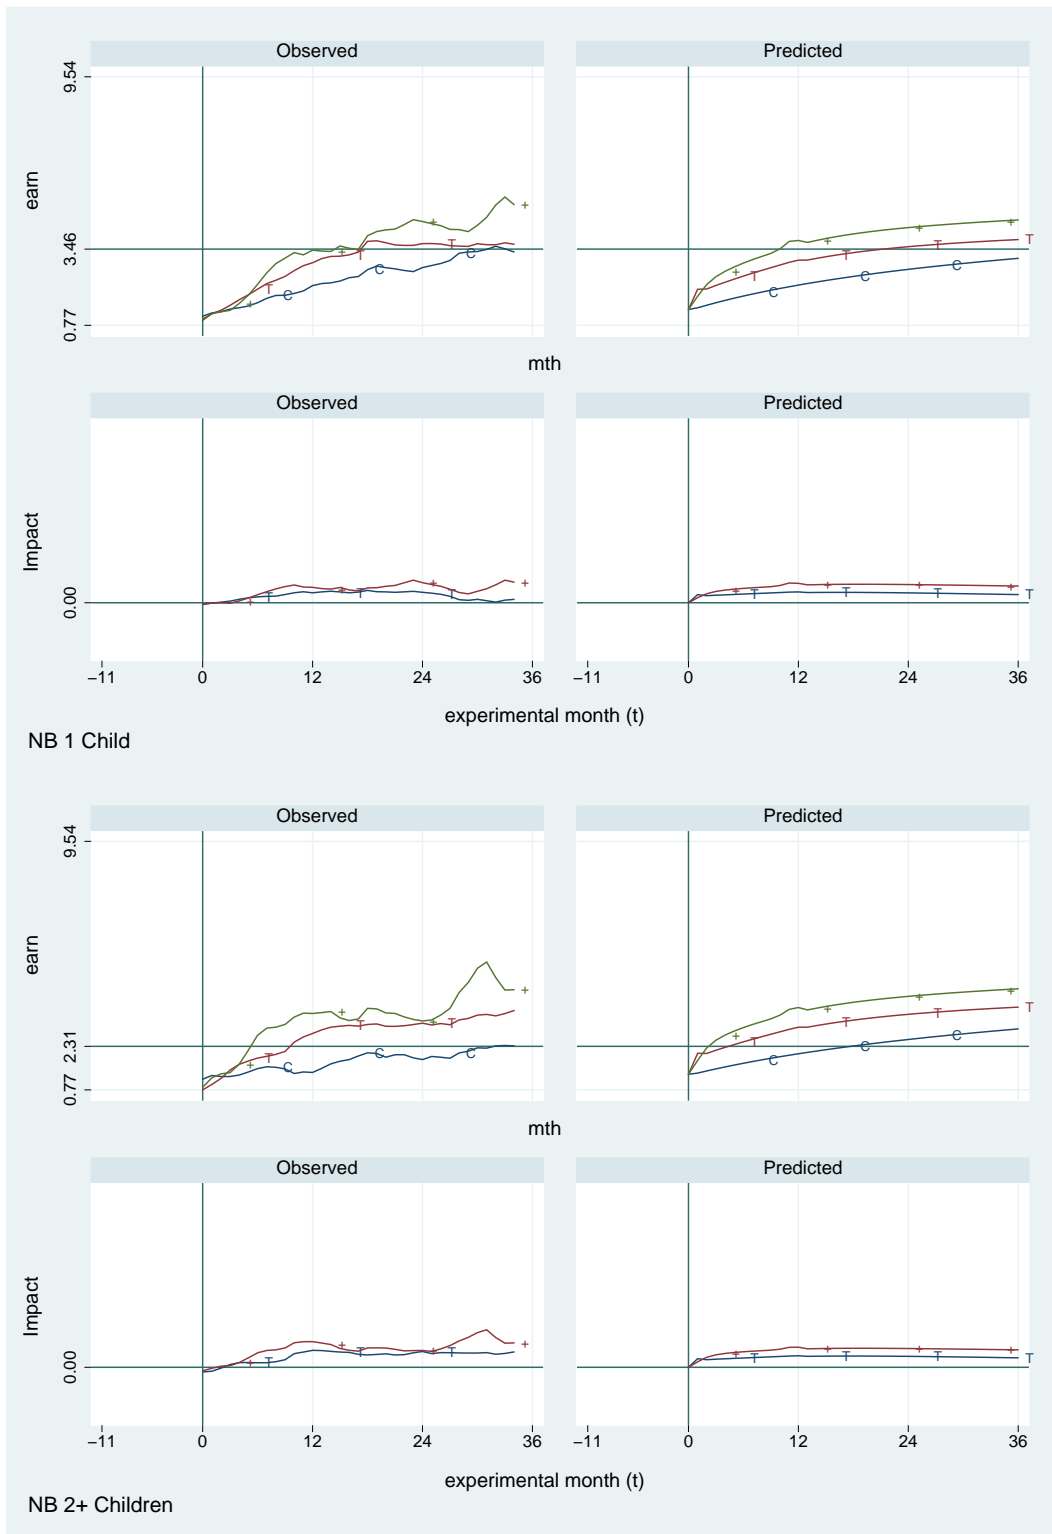 Observed Predicted
9.54
earn
3.46
+ + + T T C C C
+ + + + T T T T C C C
0.77
mth
Observed Predicted
Impact
0.00
+ + + + T T T
+ + + + T T T T
−11 0 12 24 36 −11 0 12 24 36
experimental month (t)
NB 1 Child
Observed Predicted
9.54
earn
2.31
+ + + + T T T C C C
+ + + + T T T T C C C
0.77
mth
Observed Predicted
Impact
0.00
+ + + + T T T
+ + + + T T T T
−11 0 12 24 36 −11 0 12 24 36
experimental month (t)
NB 2+ Children